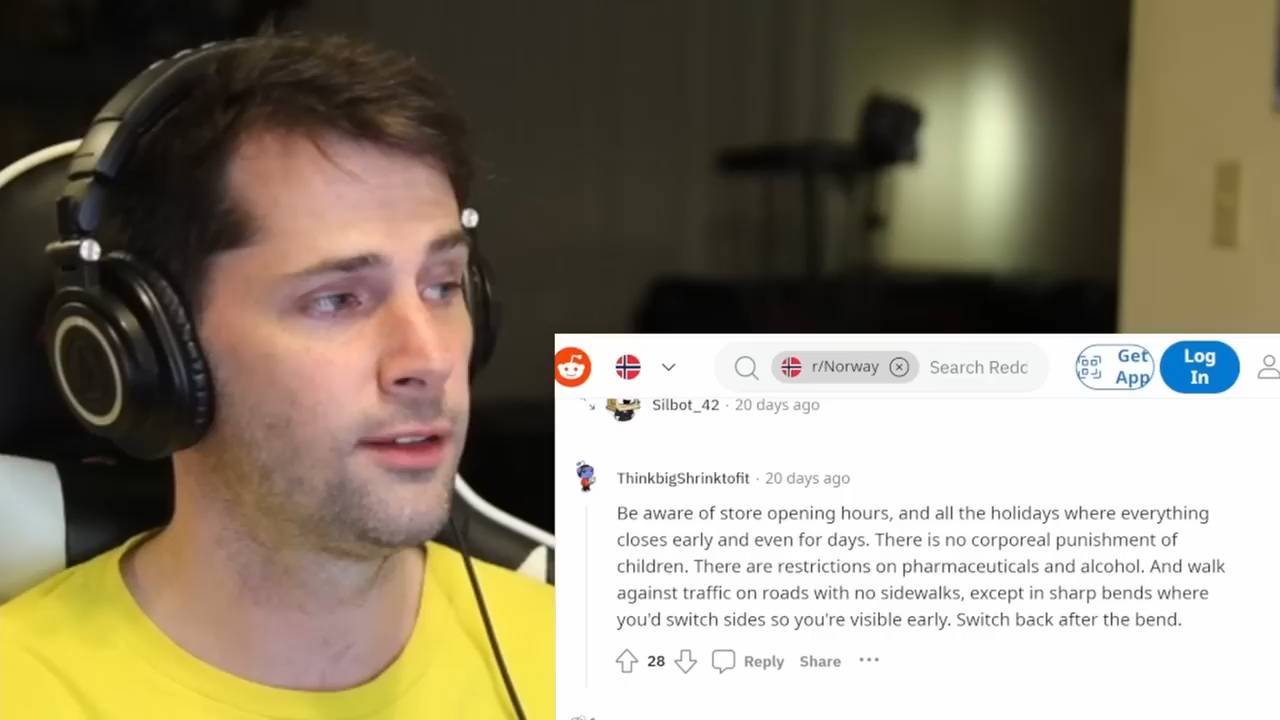 r/Norway
Search Redc
Get
App
Log
In
Silbot_42 · 20 days ago
ThinkbigShrinktofit · 20 days ago
Be aware of store opening hours, and all the holidays where everything
closes early and even for days. There is no corporeal punishment of
children. There are restrictions on pharmaceuticals and alcohol. And walk
against traffic on roads with no sidewalks, except in sharp bends where
you'd switch sides so you're visible early. Switch back after the bend.
28 Reply Share ...